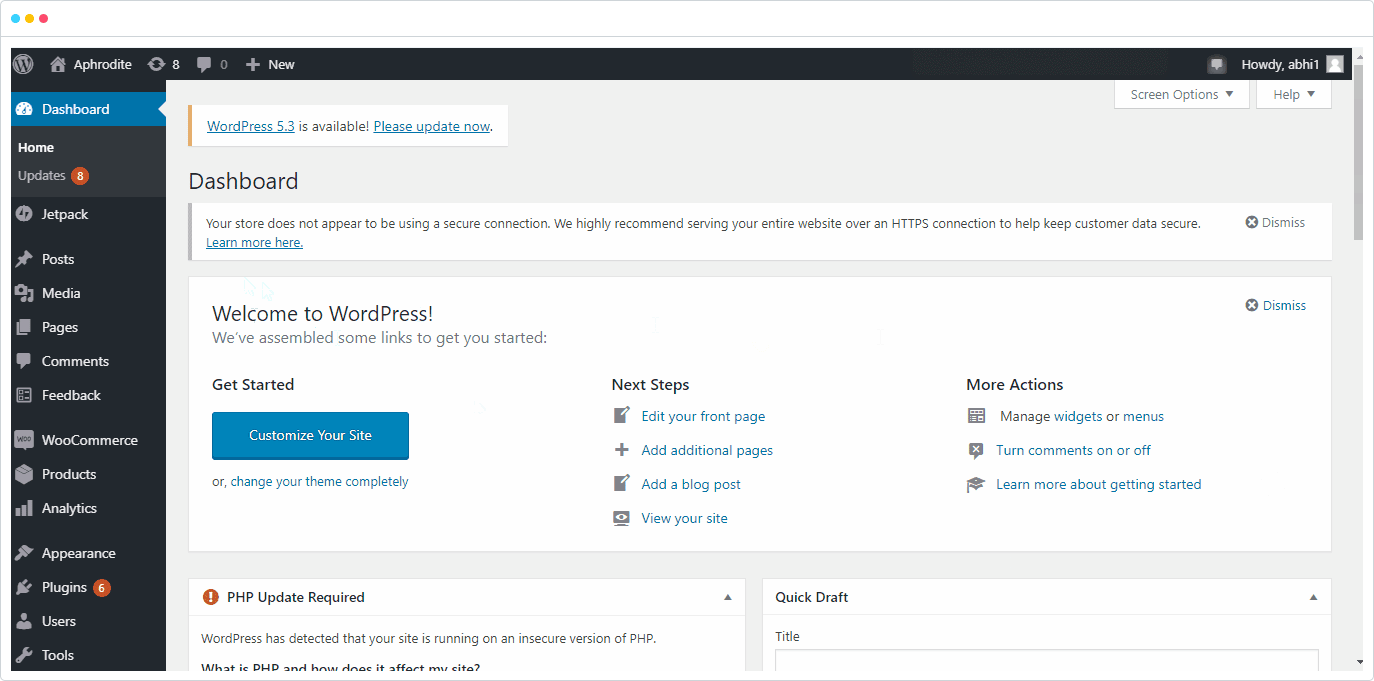 Aphrodite 8 0 New Howdy, abhi1
Dashboard
Home
Updates 8
Jetpack
Posts
Media
Pages
Comments
Feedback
WOO WooCommerce
Products
Analytics
Appearance
Plugins 6
Users
Tools
Screen Options ▼ Help ▼
WordPress 5.3 is available! Please update now.
Dashboard
Your store does not appear to be using a secure connection. We highly recommend serving your entire website over an HTTPS connection to help keep customer data secure.
Learn more here.
Dismiss
Welcome to WordPress!
We've assembled some links to get you started:
Dismiss
Get Started
Customize Your Site
or, change your theme completely
Next Steps
Edit your front page
Add additional pages
Add a blog post
View your site
More Actions
Manage widgets or menus
Turn comments on or off
Learn more about getting started
PHP Update Required
WordPress has detected that your site is running on an insecure version of PHP.
What is PHP and how does it affect my site?
Quick Draft
Title